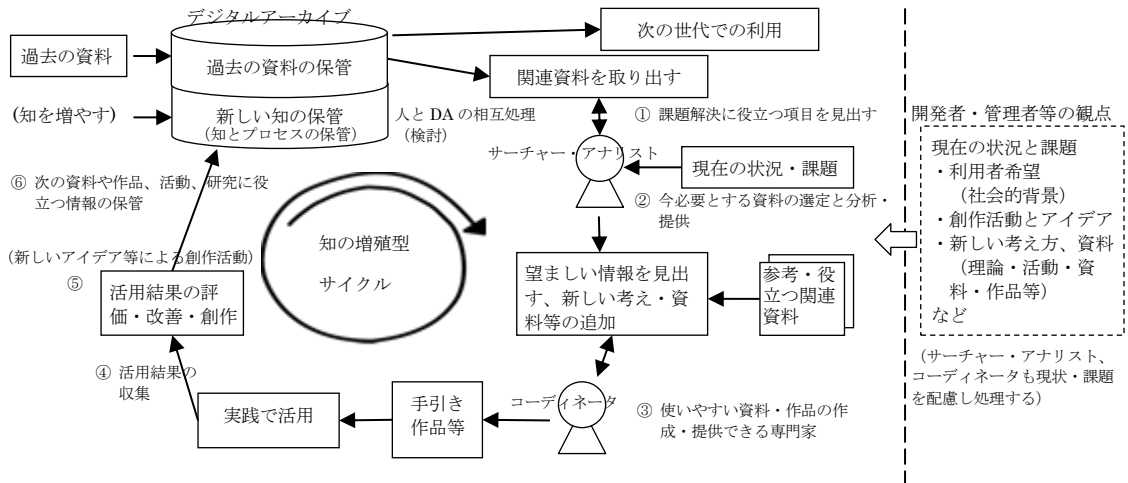 デジタルアーカイブ
過去の資料
過去の資料の保管
次の世代での利用
関連資料を取り出す
(知を増やす)
新しい知の保管
(知とプロセスの保管)
人と DA の相互処理
（検討）
① 課題解決に役立つ項目を見出す
サーチャー・アナリスト
現在の状況・課題
② 今必要とする資料の選定と分析・
提供
⑥ 次の資料や作品、活動、研究に役
立つ情報の保管
知の増殖型
サイクル
(新しいアイデア等による創作活動)
⑤
活用結果の評
価・改善・創作
望ましい情報を見出
す、新しい考え・資
料等の追加
参考・役
立つ関連
資料
④ 活用結果の
収集
実践で活用
手引き
作品等
コーディネータ
③ 使いやすい資料・作品の作
成・提供できる専門家
開発者・管理者等の観点
現在の状況と課題
・利用者希望
（社会的背景）
・創作活動とアイデア
・新しい考え方、資料
（理論・活動・資
料・作品等）
など
（サーチャー・アナリスト、
コーディネータも現状・課題
を配慮し処理する）